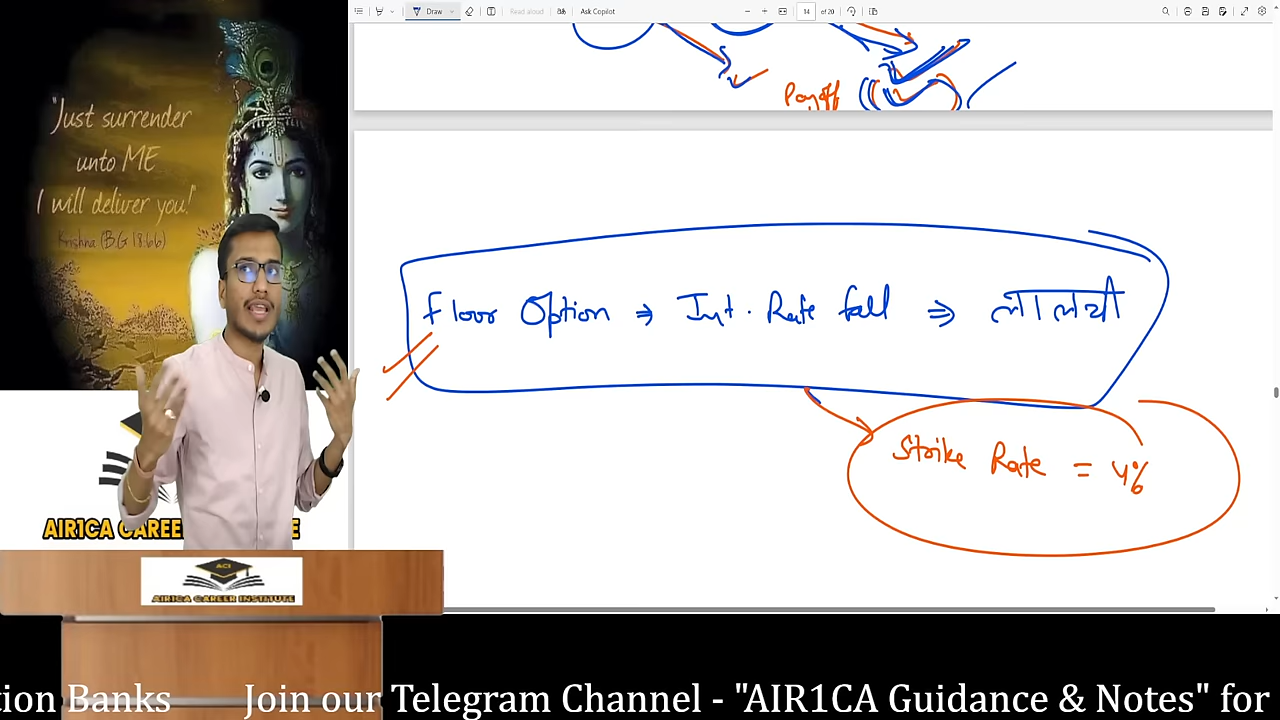 Draw
Read aloud
Ask Copilot
14
of 20
"Just surrender
unto ME
I will deliver you!"
Krishna (B.G 18:66)
Payoff
Floor Option ⇒ Int. Rate fall ⇒
Strike Rate = 4%
AIR1CA CAREE
E
ACI
AIR1CA CAREER INSTITUTE
tion Banks Join our Telegram Channel - "AIR1CA Guidance & Notes" for